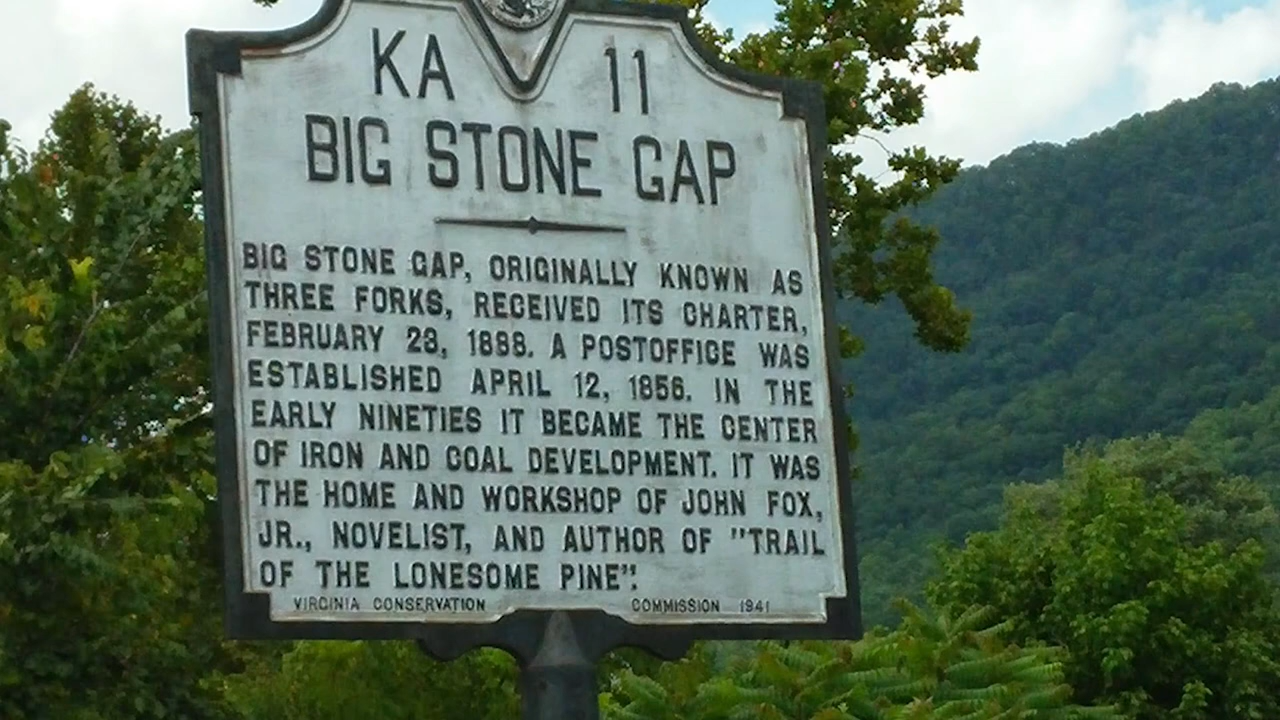 KA 11
BIG STONE GAP
BIG STONE GAP, ORIGINALLY KNOWN AS
THREE FORKS, RECEIVED ITS CHARTER,
FEBRUARY 23, 1888. A POSTOFFICE WAS
ESTABLISHED APRIL 12, 1856. IN THE
EARLY NINETIES IT BECAME THE CENTER
OF IRON AND COAL DEVELOPMENT. IT WAS
THE HOME AND WORKSHOP OF JOHN FOX,
JR., NOVELIST, AND AUTHOR OF "TRAIL
OF THE LONESOME PINE".
VIRGINIA CONSERVATION COMMISSION 1941